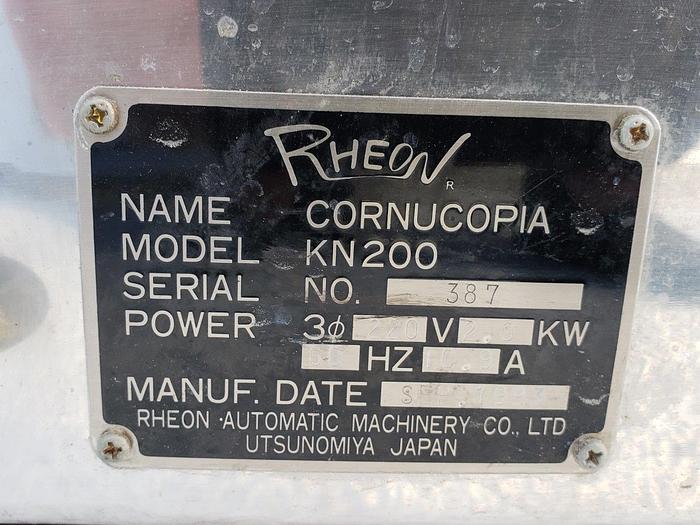 RHEON
R
NAME CORNUCOPIA
MODEL KN200
SERIAL NO. 387
POWER 3φ 220 V KW
HZ A
MANUF. DATE
RHEON AUTOMATIC MACHINERY CO., LTD
UTSUNOMIYA JAPAN